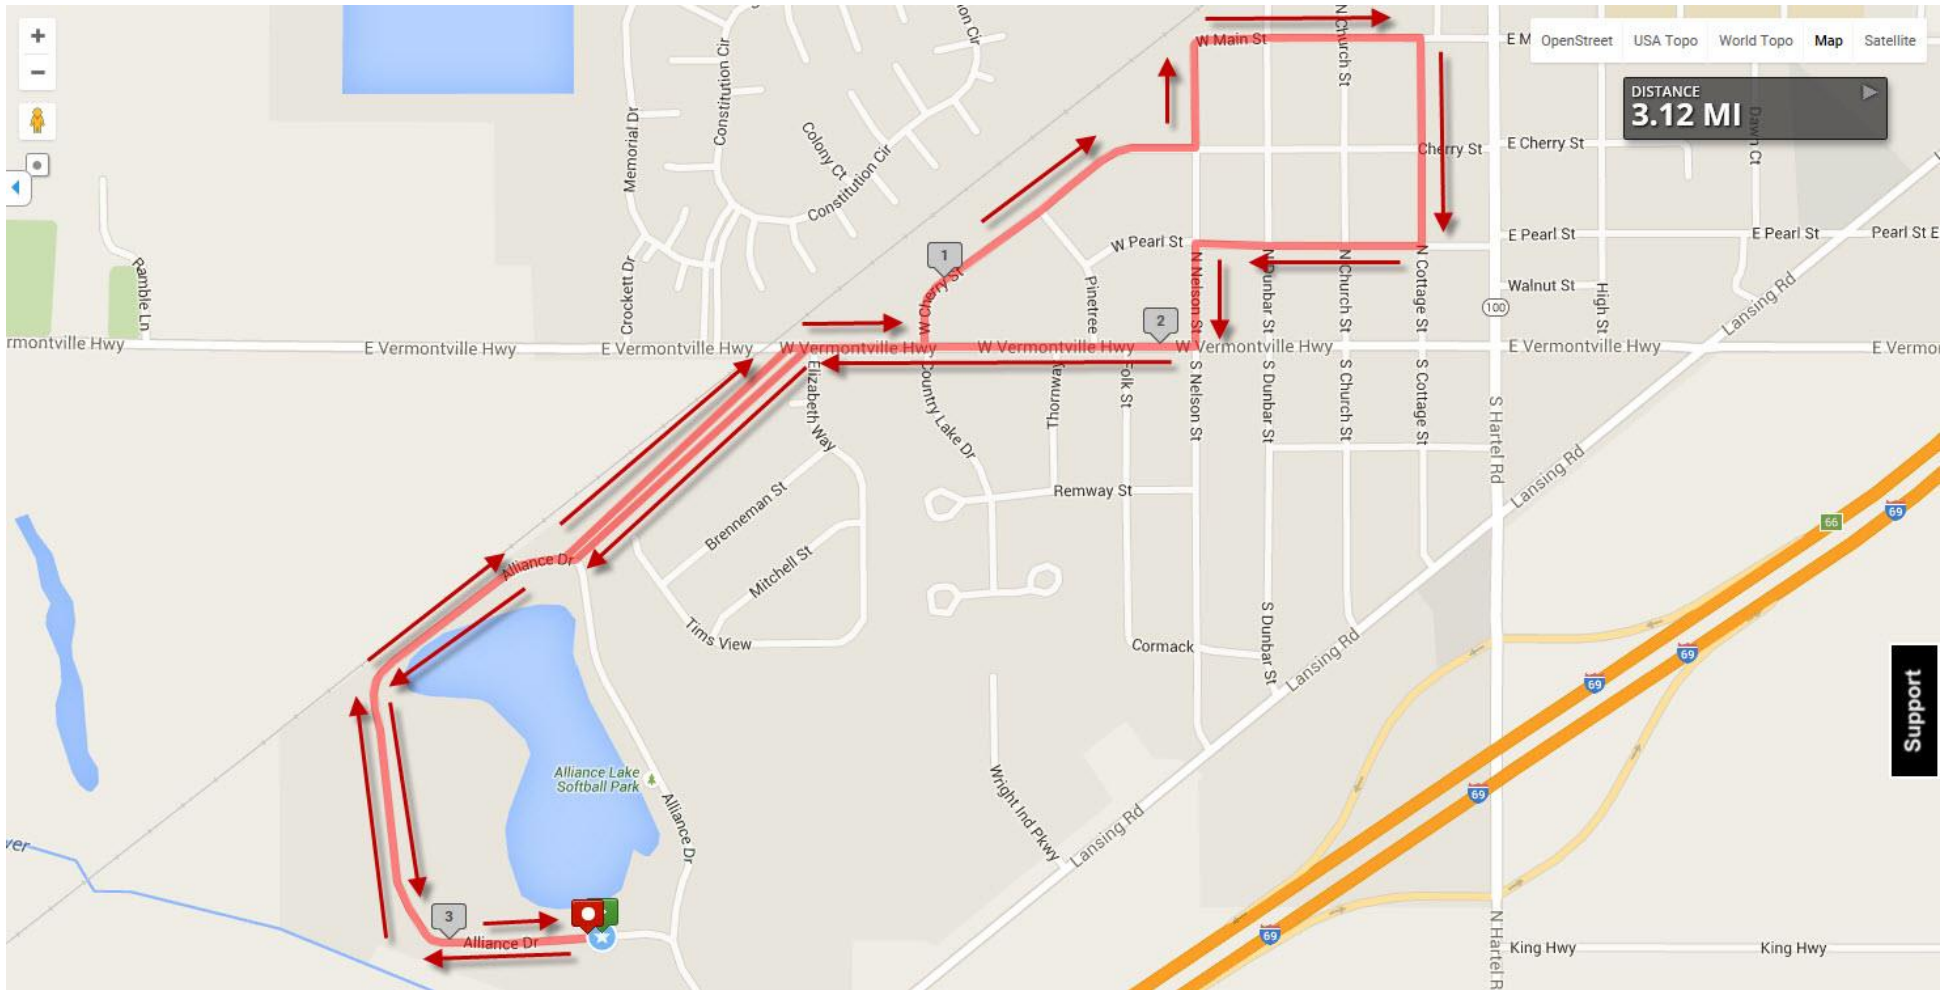 +
−
OpenStreet
USA Topo
World Topo
Map
Satellite
DISTANCE
3.12 MI
W Main St
N Church St
E M
Constitution Cir
Memorial Dr
Colony Ct
Constitution Cir
ion Cir
Cherry St
E Cherry St
Dawn Ct
W Pearl St
E Pearl St
E Pearl St
Pearl St E
Ramble Ln
Crockett Dr
1
W Cherry St
Pinetree
N Nelson St
N Dunbar St
N Church St
N Cottage St
Walnut St
High St
100
Lansing Rd
2
rmontville Hwy
E Vermontville Hwy
E Vermontville Hwy
W Vermontville Hwy
W Vermontville Hwy
W Vermontville Hwy
E Vermontville Hwy
E Vermo
Elizabeth Way
Country Lake Dr
Thornway
Folk St
S Nelson St
S Dunbar St
S Church St
S Cottage St
S Hartel Rd
Lansing Rd
Brenneman St
Remway St
66
69
Alliance Dr
Mitchell St
Tims View
Cormack
S Dunbar St
Lansing Rd
69
69
Support
Alliance Lake
Softball Park
Alliance Dr
Wright Ind Pkwy
Lansing Rd
69
ver
3
Alliance Dr
69
N Hartel R
King Hwy
King Hwy